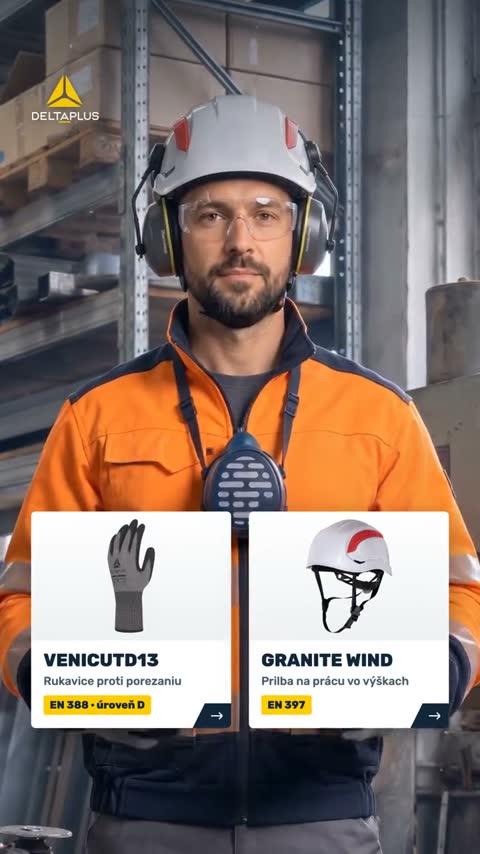 DELTAPLUS
VENICUTD13
Rukavice proti porezaniu
EN 388 • úroveň D
GRANITE WIND
Prilba na prácu vo výškach
EN 397